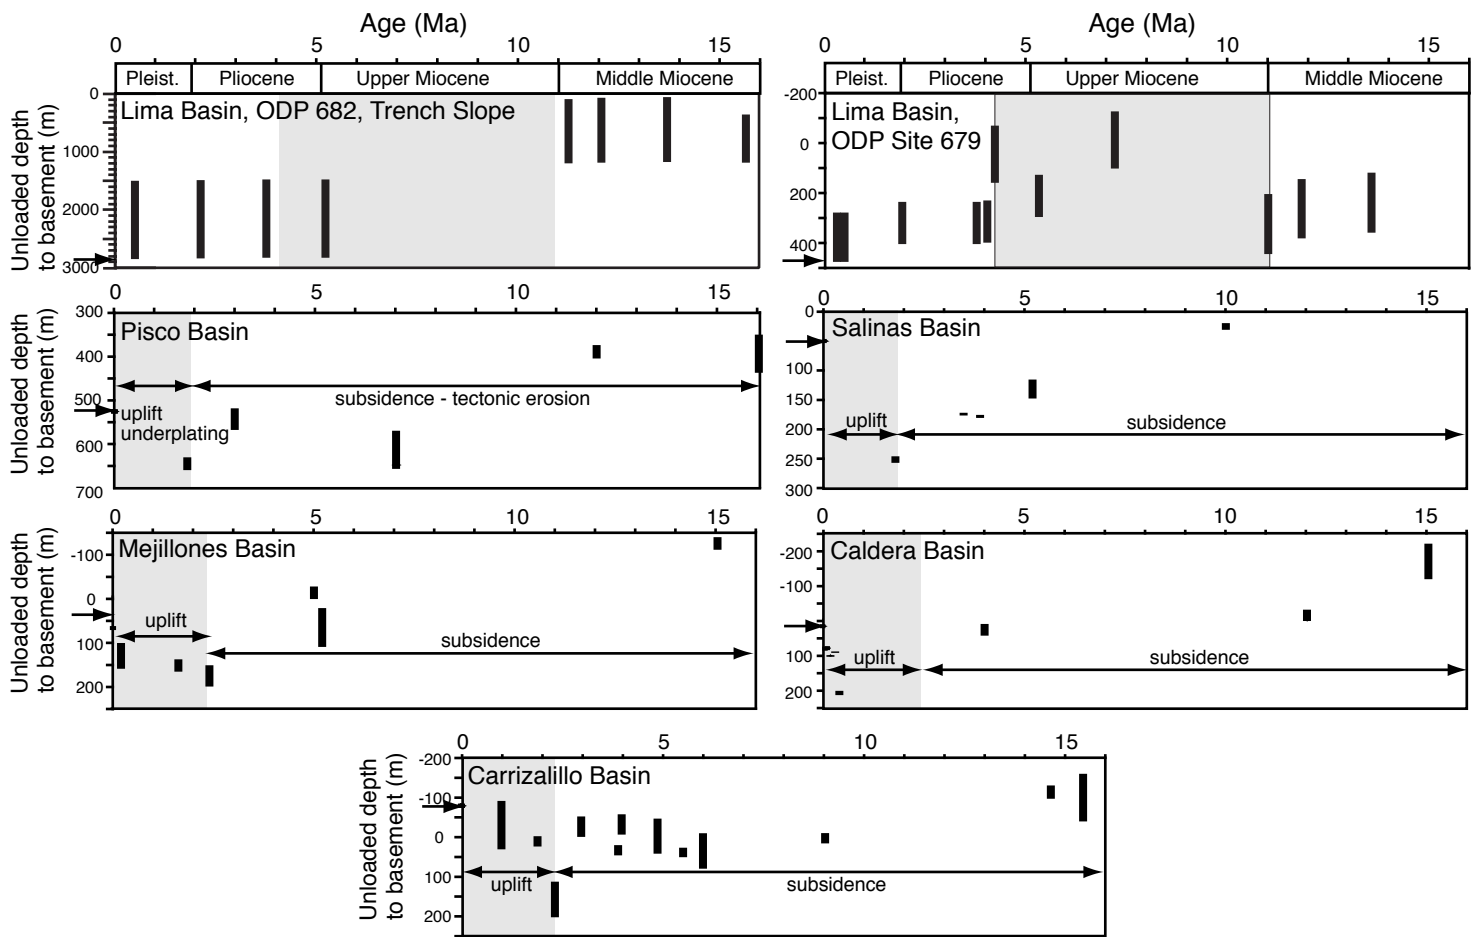 Age (Ma)
0 5 10 15
Pleist. Pliocene Upper Miocene Middle Miocene
Unloaded depth
to basement (m)
0
1000
2000
3000
Lima Basin, ODP 682, Trench Slope
Age (Ma)
0 5 10 15
Pleist. Pliocene Upper Miocene Middle Miocene
-200
0
200
400
Lima Basin,
ODP Site 679
0 5 10 15
Unloaded depth
to basement (m)
300
400
500
600
700
Pisco Basin
subsidence - tectonic erosion
uplift
underplating
0 5 10 15
0
100
150
200
250
300
Salinas Basin
uplift
subsidence
0 5 10 15
Unloaded depth
to basement (m)
-100
0
100
200
Mejillones Basin
uplift
subsidence
0 5 10 15
-200
-100
100
200
Caldera Basin
uplift
subsidence
0 5 10 15
Unloaded depth
to basement (m)
-200
-100
0
100
200
Carrizalillo Basin
uplift
subsidence